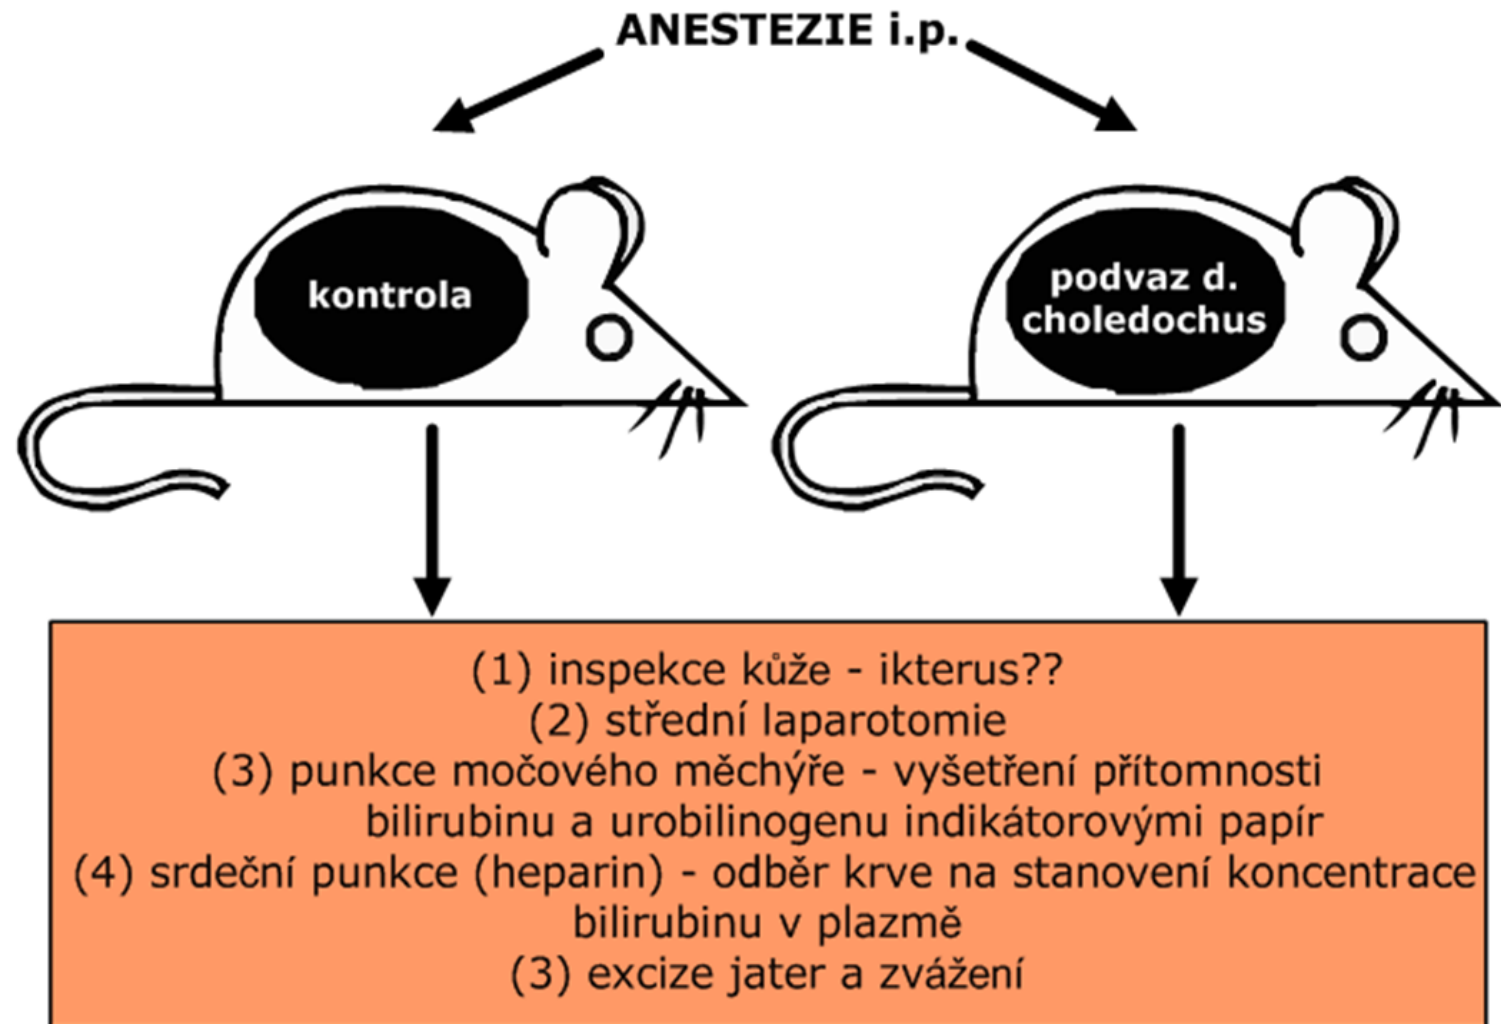 ANESTEZIE i.p.
kontrola
podvaz d.
choledochus
(1) inspekce kůže - ikterus??
(2) střední laparotomie
(3) punkce močového měchýře - vyšetření přítomnosti
bilirubinu a urobilinogenu indikátorovými papír
(4) srdeční punkce (heparin) - odběr krve na stanovení koncentrace
bilirubinu v plazmě
(3) excize jater a zvážení